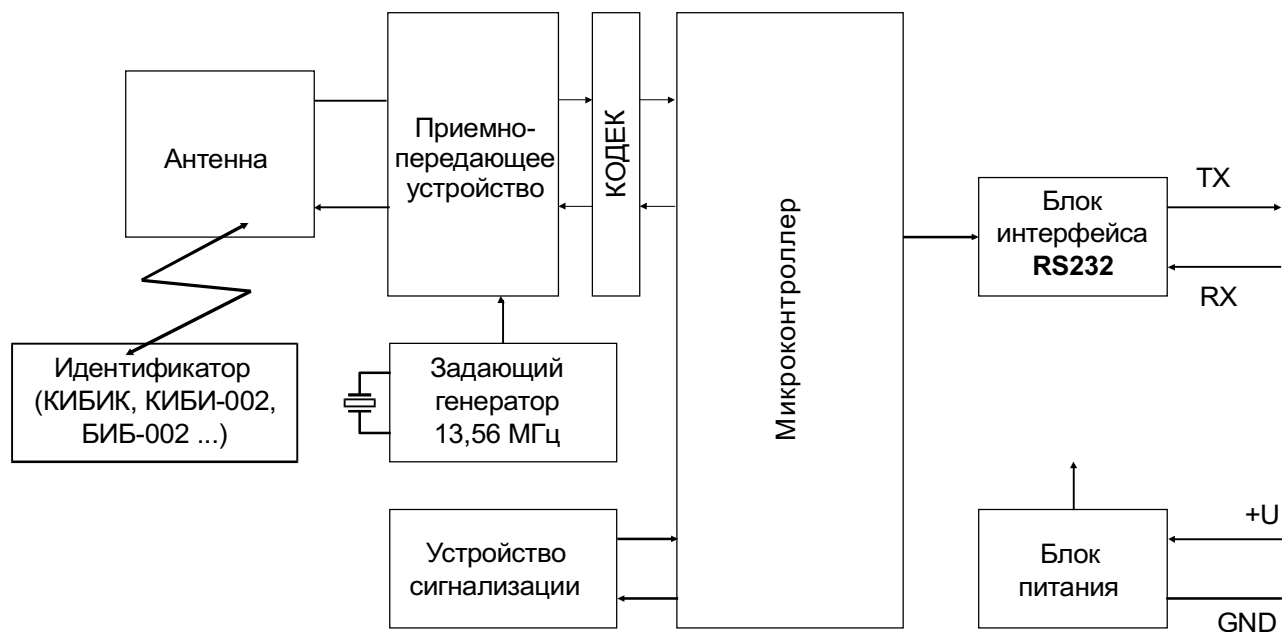 Антенна
Приемно-
передающее
устройство
КОДЕК
Микроконтроллер
Блок
интерфейса
RS232
TX
RX
Идентификатор
(КИБИК, КИБИ-002,
БИБ-002 ...)
Задающий
генератор
13,56 МГц
Устройство
сигнализации
Блок
питания
+U
GND